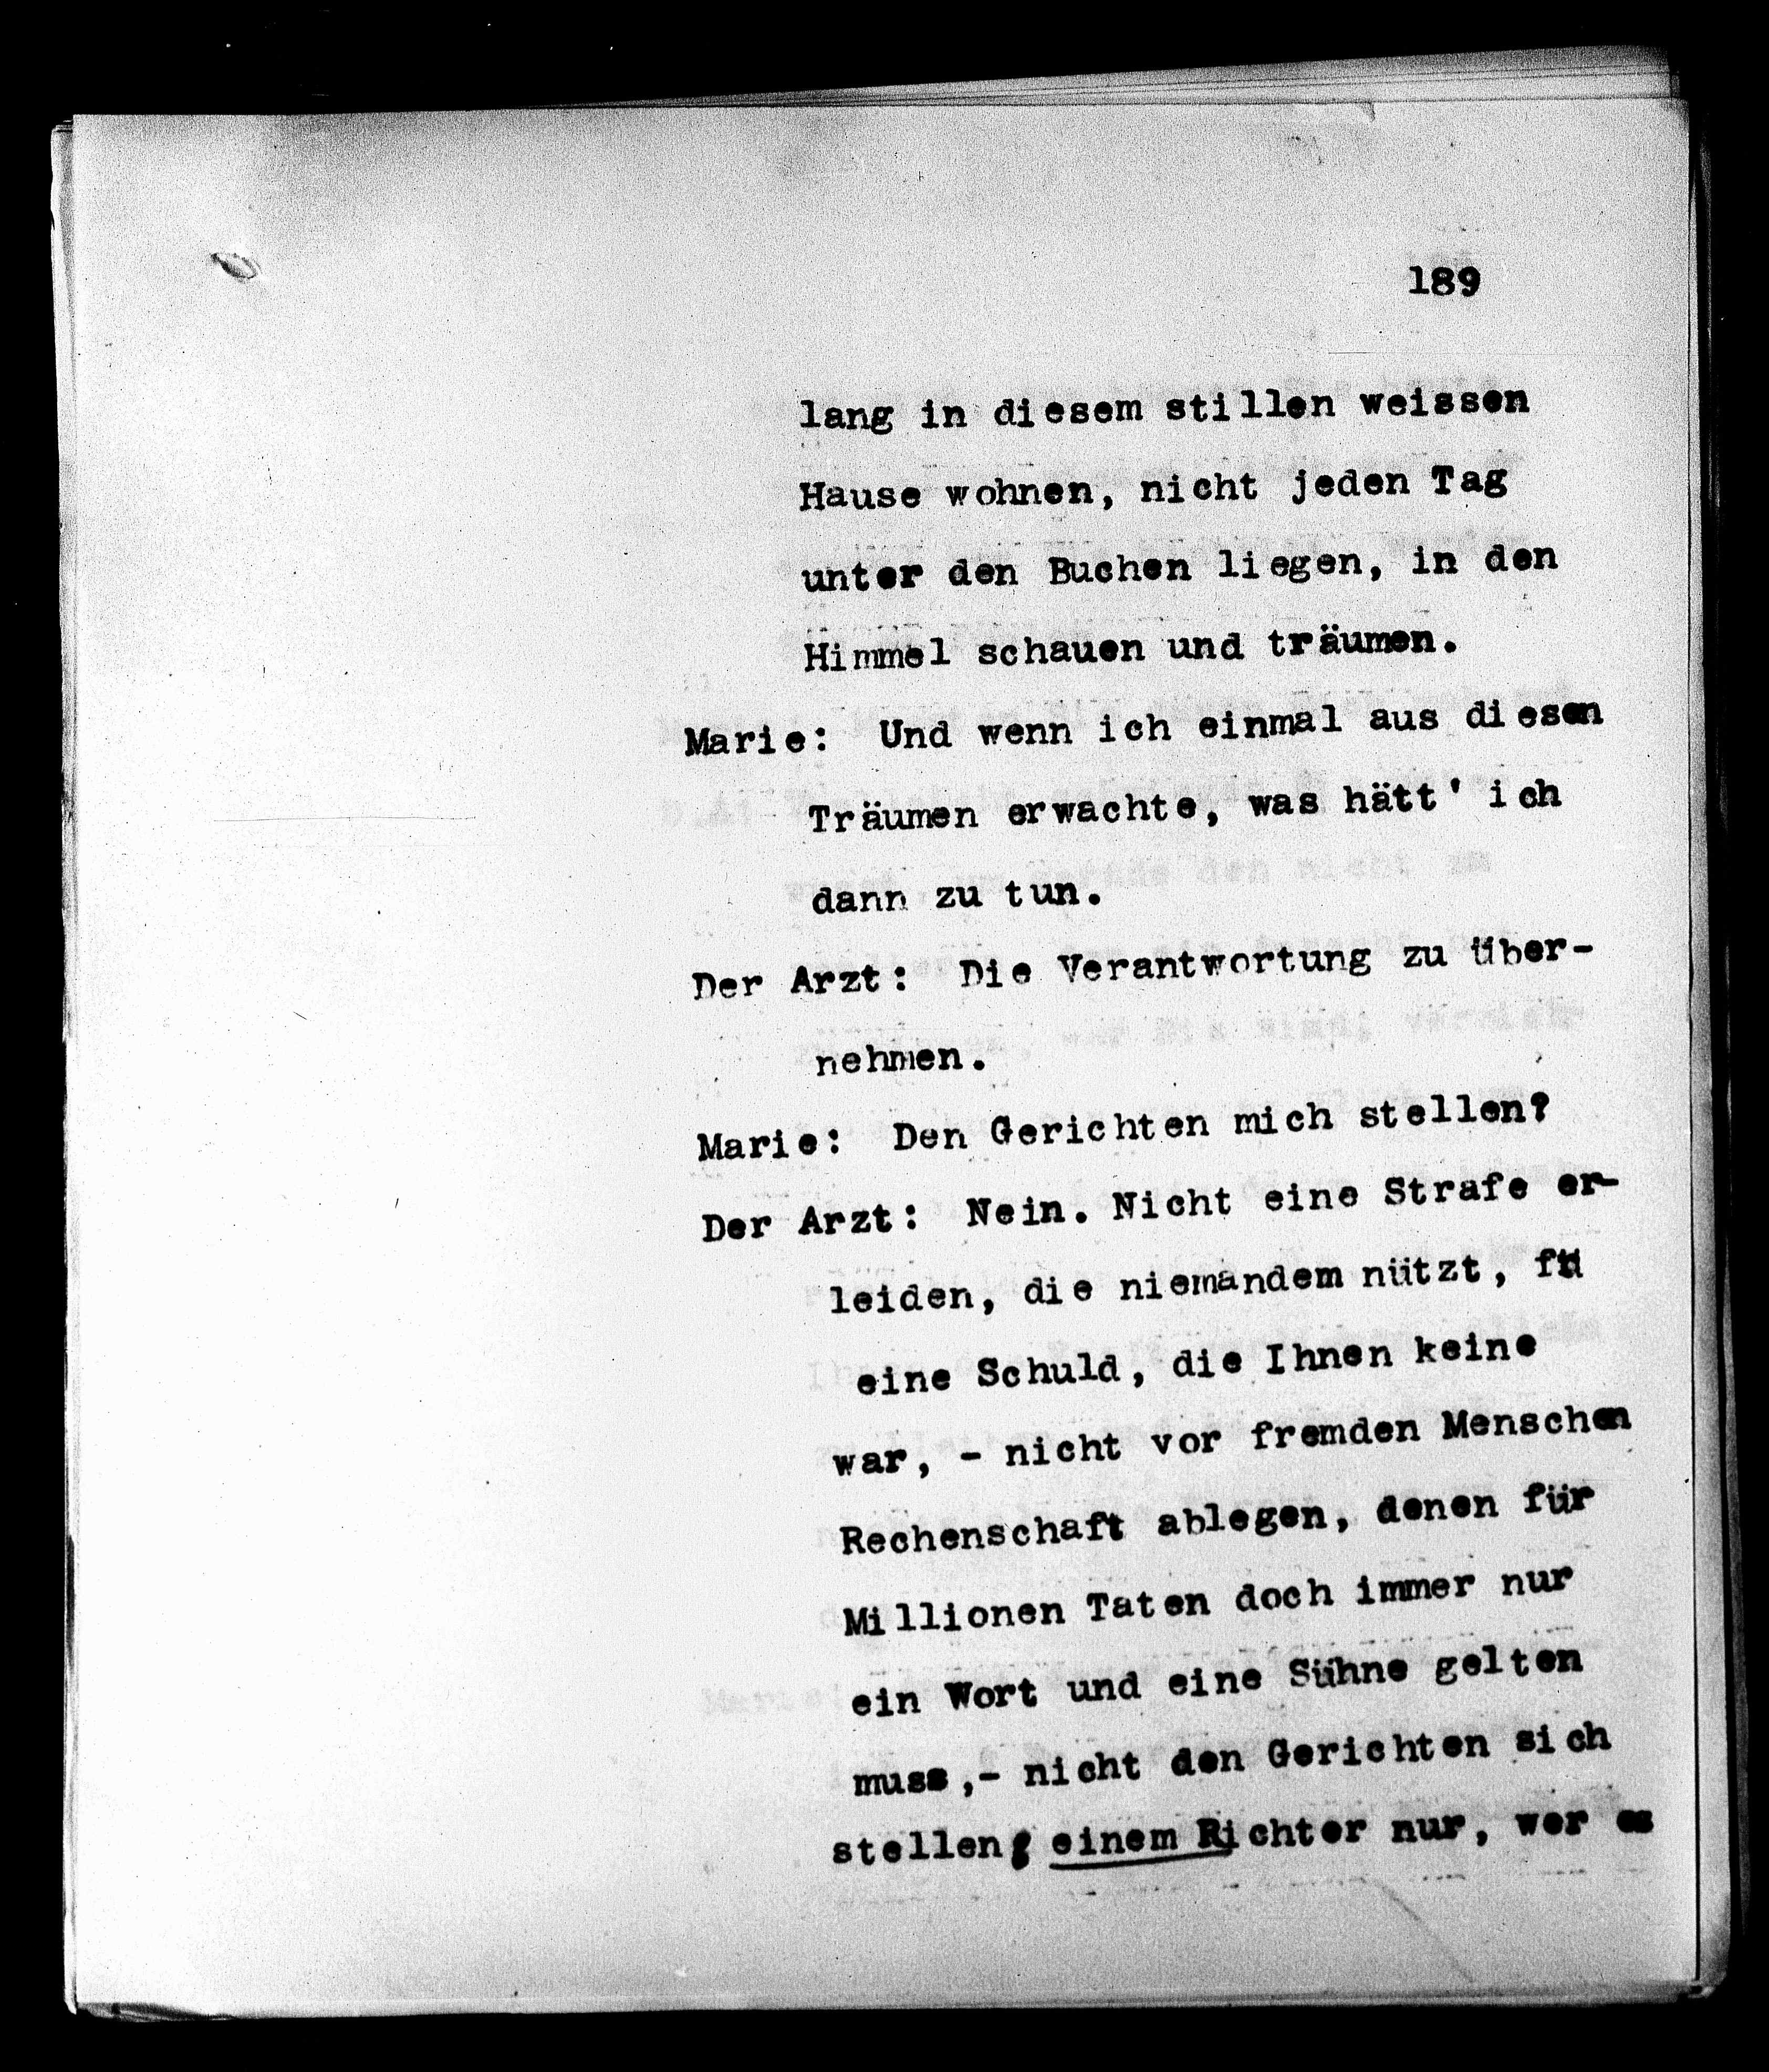 189
lang in diesem stillen weissen
Hause wohnen, nicht jeden Tag
unter den Buchen liegen, in den
Himmel schauen und träumen.
Marie: Und wenn ich einmal aus diesen
Träumen erwachte, was hätt' ich
dann zu tun.
Der Arzt: Die Verantwortung zu über-
nehmen.
Marie: Den Gerichten mich stellen?
Der Arzt: Nein. Nicht eine Strafe er-
leiden, die niemandem nützt, für
eine Schuld, die Ihnen keine
war, - nicht vor fremden Menschen
Rechenschaft ablegen, denen für
Millionen Taten doch immer nur
ein Wort und eine Sühne gelten
muss,- nicht den Gerichten sich
stellen; einem Richter nur, wer es